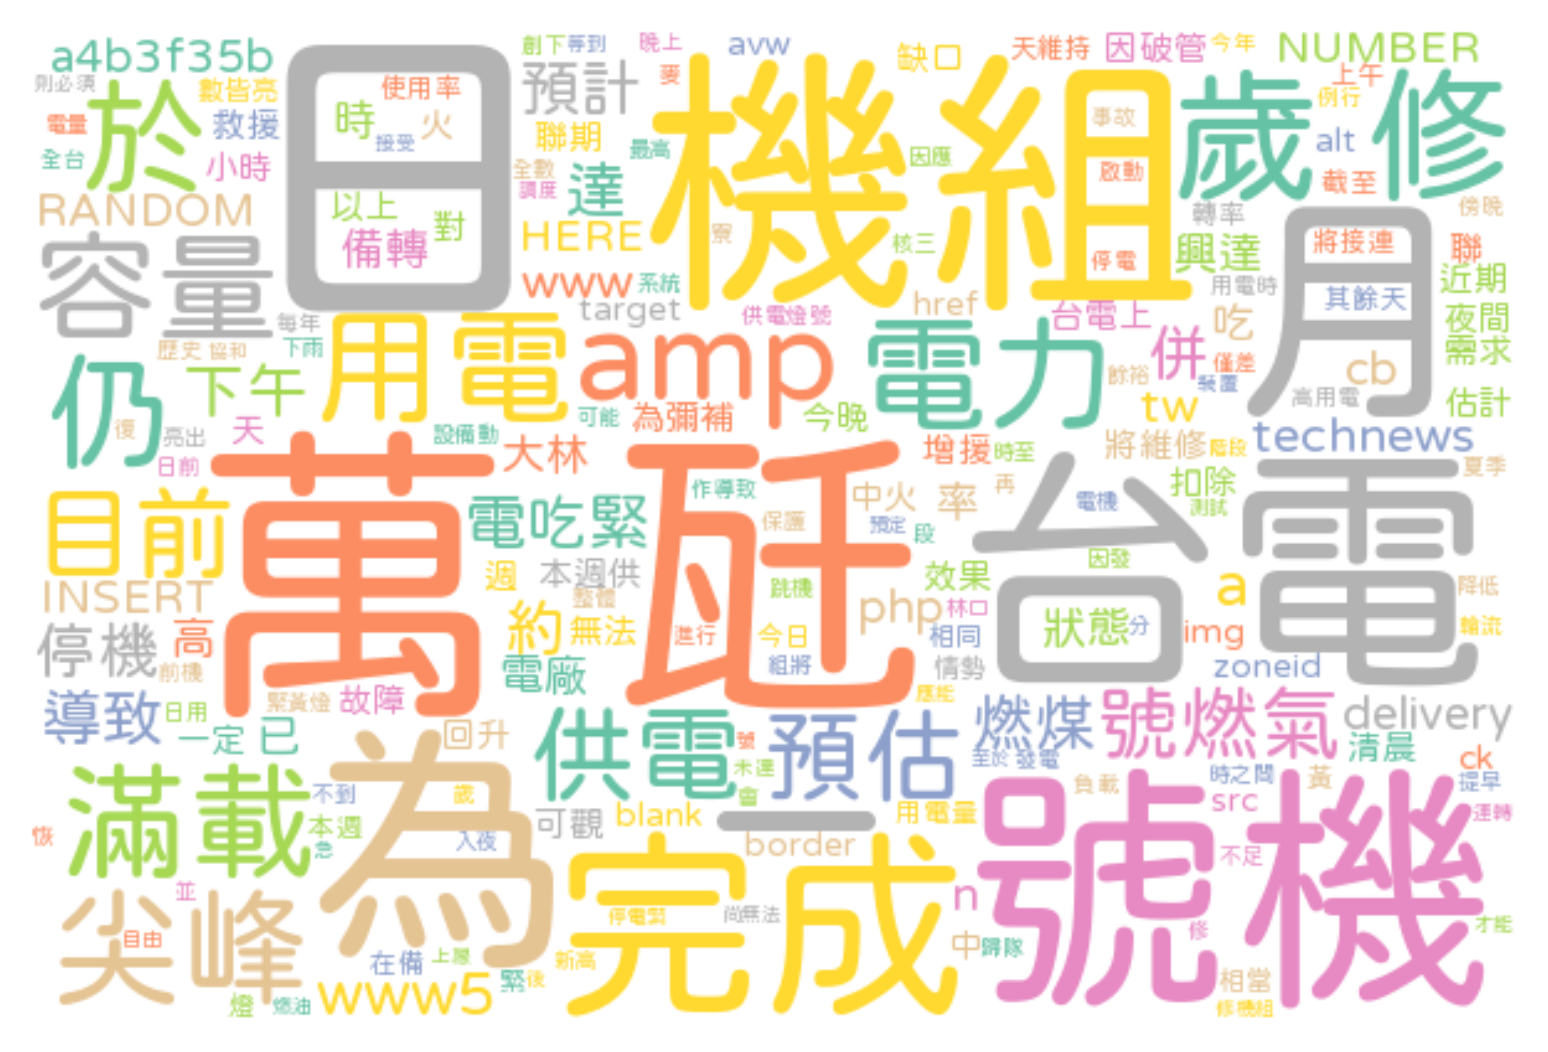 a4b3f35b
創下
等到
晚上
avw
缺口
天維持
因破管
今年
NUMBER
則必須
數皆亮
日
使用率
預計
麥
機組
事故
上午
例行
歲修
電量
於
救援
時
火
接受
聯期
最高
因應
alt
全台
小時
全數
調度
達
啟動
截至
RANDOM
以上
對
備轉
HERE
寮
核三
停電
轉率
興達
月
將接連
聯
傍晚
容量
www
系統
用電時
其餘天
近期
每年
target
供電燈號
href
台電上
吃
夜間
需求
歷史
協和
下雨
用電
amp
電力
併
僅差
餘裕
裝置
cb
高用電
估計
仍
下午
可能
為彌補
今晚
tw
復
亮出
天
設備動
大林
增援
時至
將維修
階段
technews
日前
夏季
目前
萬
電吃緊
瓩
作導致
中火
率
再
台電
電機
扣除
測試
保護
預定
段
因發
INSERT
週
本週供
整體
跳機
效果
a
降低
停機
高
約
無法
進行
今日
php
林口
相同
狀態
分
img
輪流
前機
電廠
組將
情勢
zoneid
導致
日用
緊黃燈
故障
應能
燃煤
號燃氣
delivery
一定
已
回升
供電
號
未達
預估
至於
發電
清晨
ck
滿載
不到
為
歲
會
時之間
負載
黃
提早
本週
急
入夜
可觀
blank
一
用電量
號機
src
運轉
恢
border
不足
並
完成
n
尖峰
自由
停電緊
尚無法
中
歸隊
修
才能
在備
上屋
緊
後
新高
相當
燈
燃油
www5
修機組